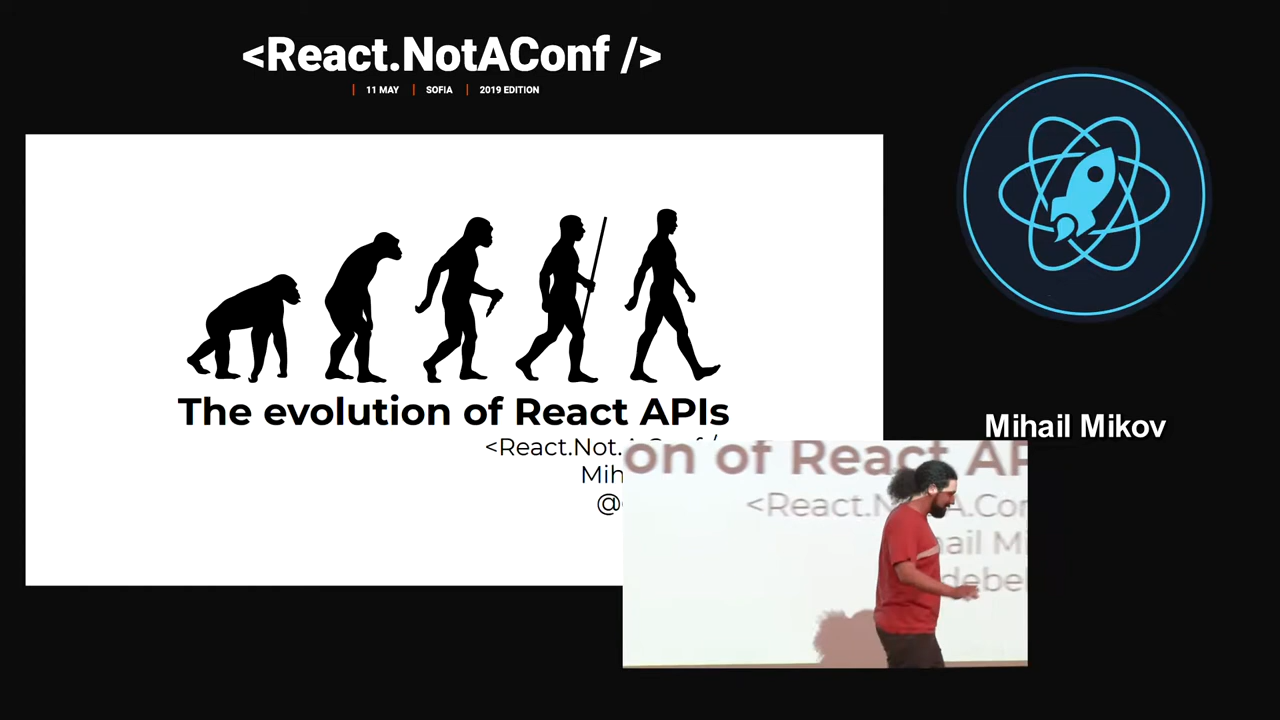 <React.NotAConf />
| 11 MAY | SOFIA | 2019 EDITION
The evolution of React APIs
<React.Not.
Mihail Mikov
on of React AP
<React.N A.Con
ail Mi
debel